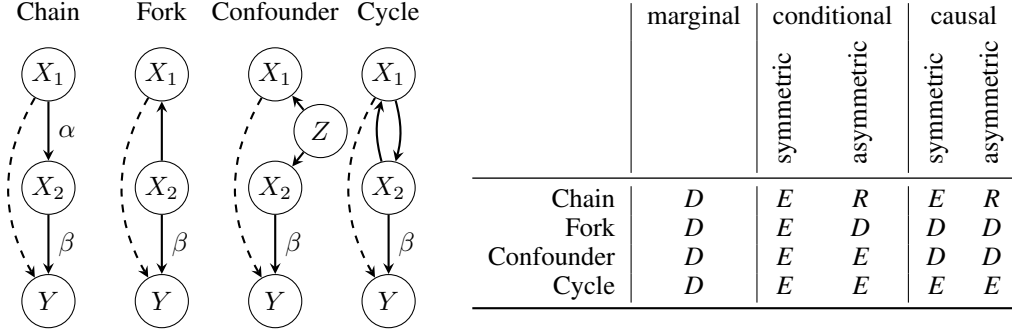 Chain Fork Confounder Cycle
X₁ X₁ X₁ X₁
α Z
X₂ X₂ X₂ X₂
β β β β
Y Y Y Y
marginal conditional causal
symmetric asymmetric symmetric asymmetric
Chain D E R E R
Fork D E D D D
Confounder D E E D D
Cycle D E E E E